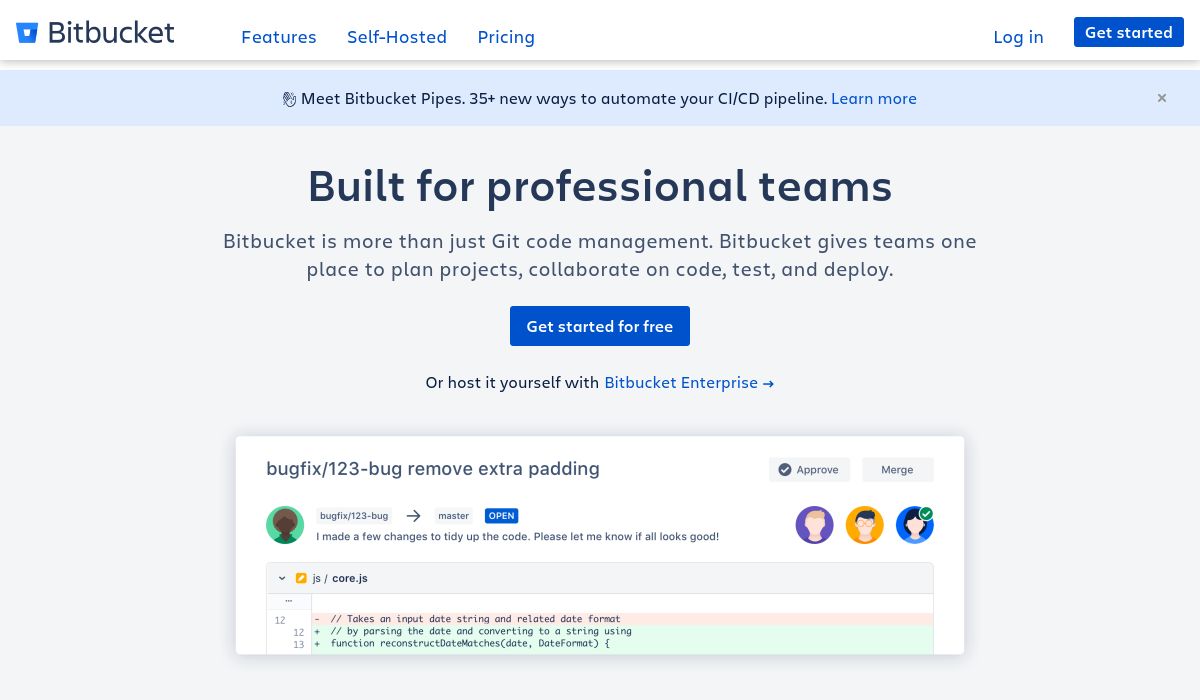 Bitbucket
Features Self-Hosted Pricing Log in Get started
Meet Bitbucket Pipes. 35+ new ways to automate your CI/CD pipeline. Learn more ×
Built for professional teams
Bitbucket is more than just Git code management. Bitbucket gives teams one
place to plan projects, collaborate on code, test, and deploy.
Get started for free
Or host it yourself with Bitbucket Enterprise →
bugfix/123-bug remove extra padding
Approve Merge
bugfix/123-bug → master OPEN
I made a few changes to tidy up the code. Please let me know if all looks good!
js / core.js
...
12 - // Takes an input date string and related date format
12 + // by parsing the date and converting to a string using
13 + function reconstructDateMatches(date, DateFormat) {